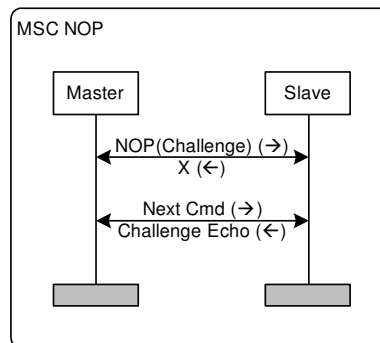 MSC NOP
Master
Slave
NOP(Challenge) (→)
X (←)
Next Cmd (→)
Challenge Echo (←)